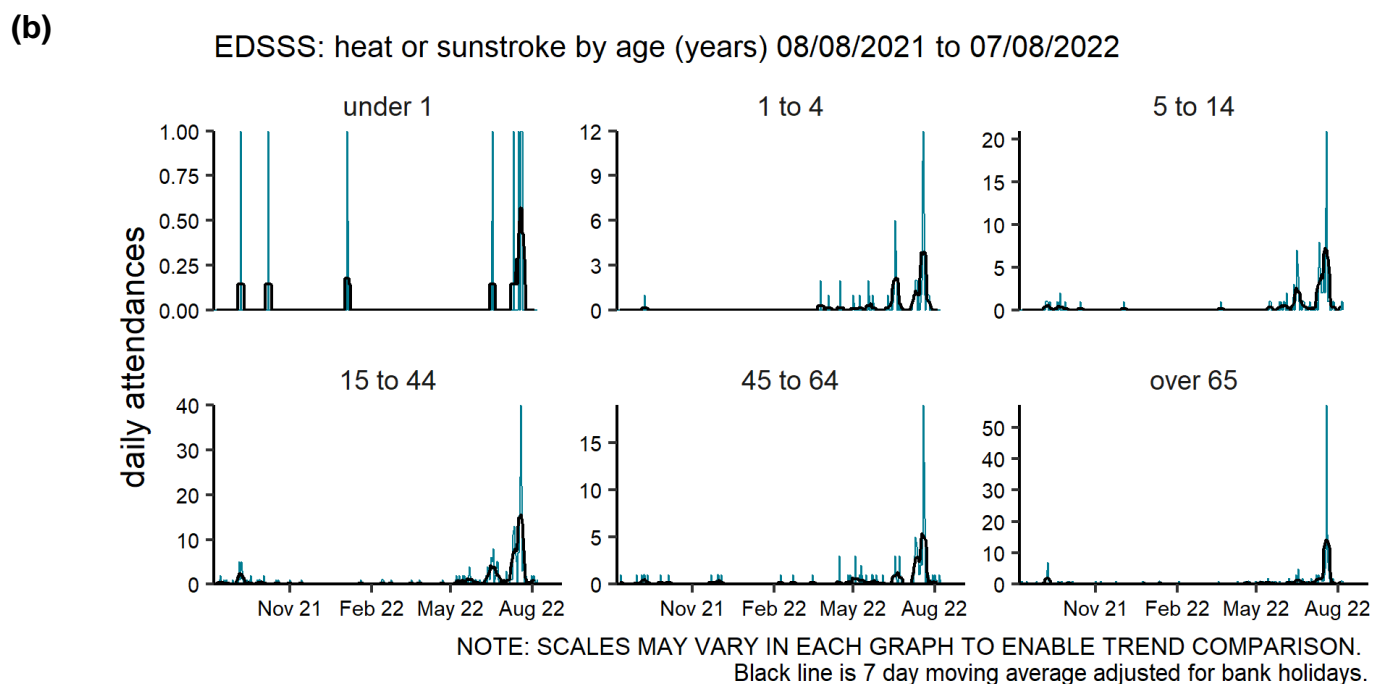 (b)
EDSSS: heat or sunstroke by age (years) 08/08/2021 to 07/08/2022
daily attendances
under 1
1.00
0.75
0.50
0.25
0.00
1 to 4
12
9
6
3
0
5 to 14
20
15
10
5
0
15 to 44
40
30
20
10
0
Nov 21 Feb 22 May 22 Aug 22
45 to 64
15
10
5
0
Nov 21 Feb 22 May 22 Aug 22
over 65
50
40
30
20
10
0
Nov 21 Feb 22 May 22 Aug 22
NOTE: SCALES MAY VARY IN EACH GRAPH TO ENABLE TREND COMPARISON.
Black line is 7 day moving average adjusted for bank holidays.